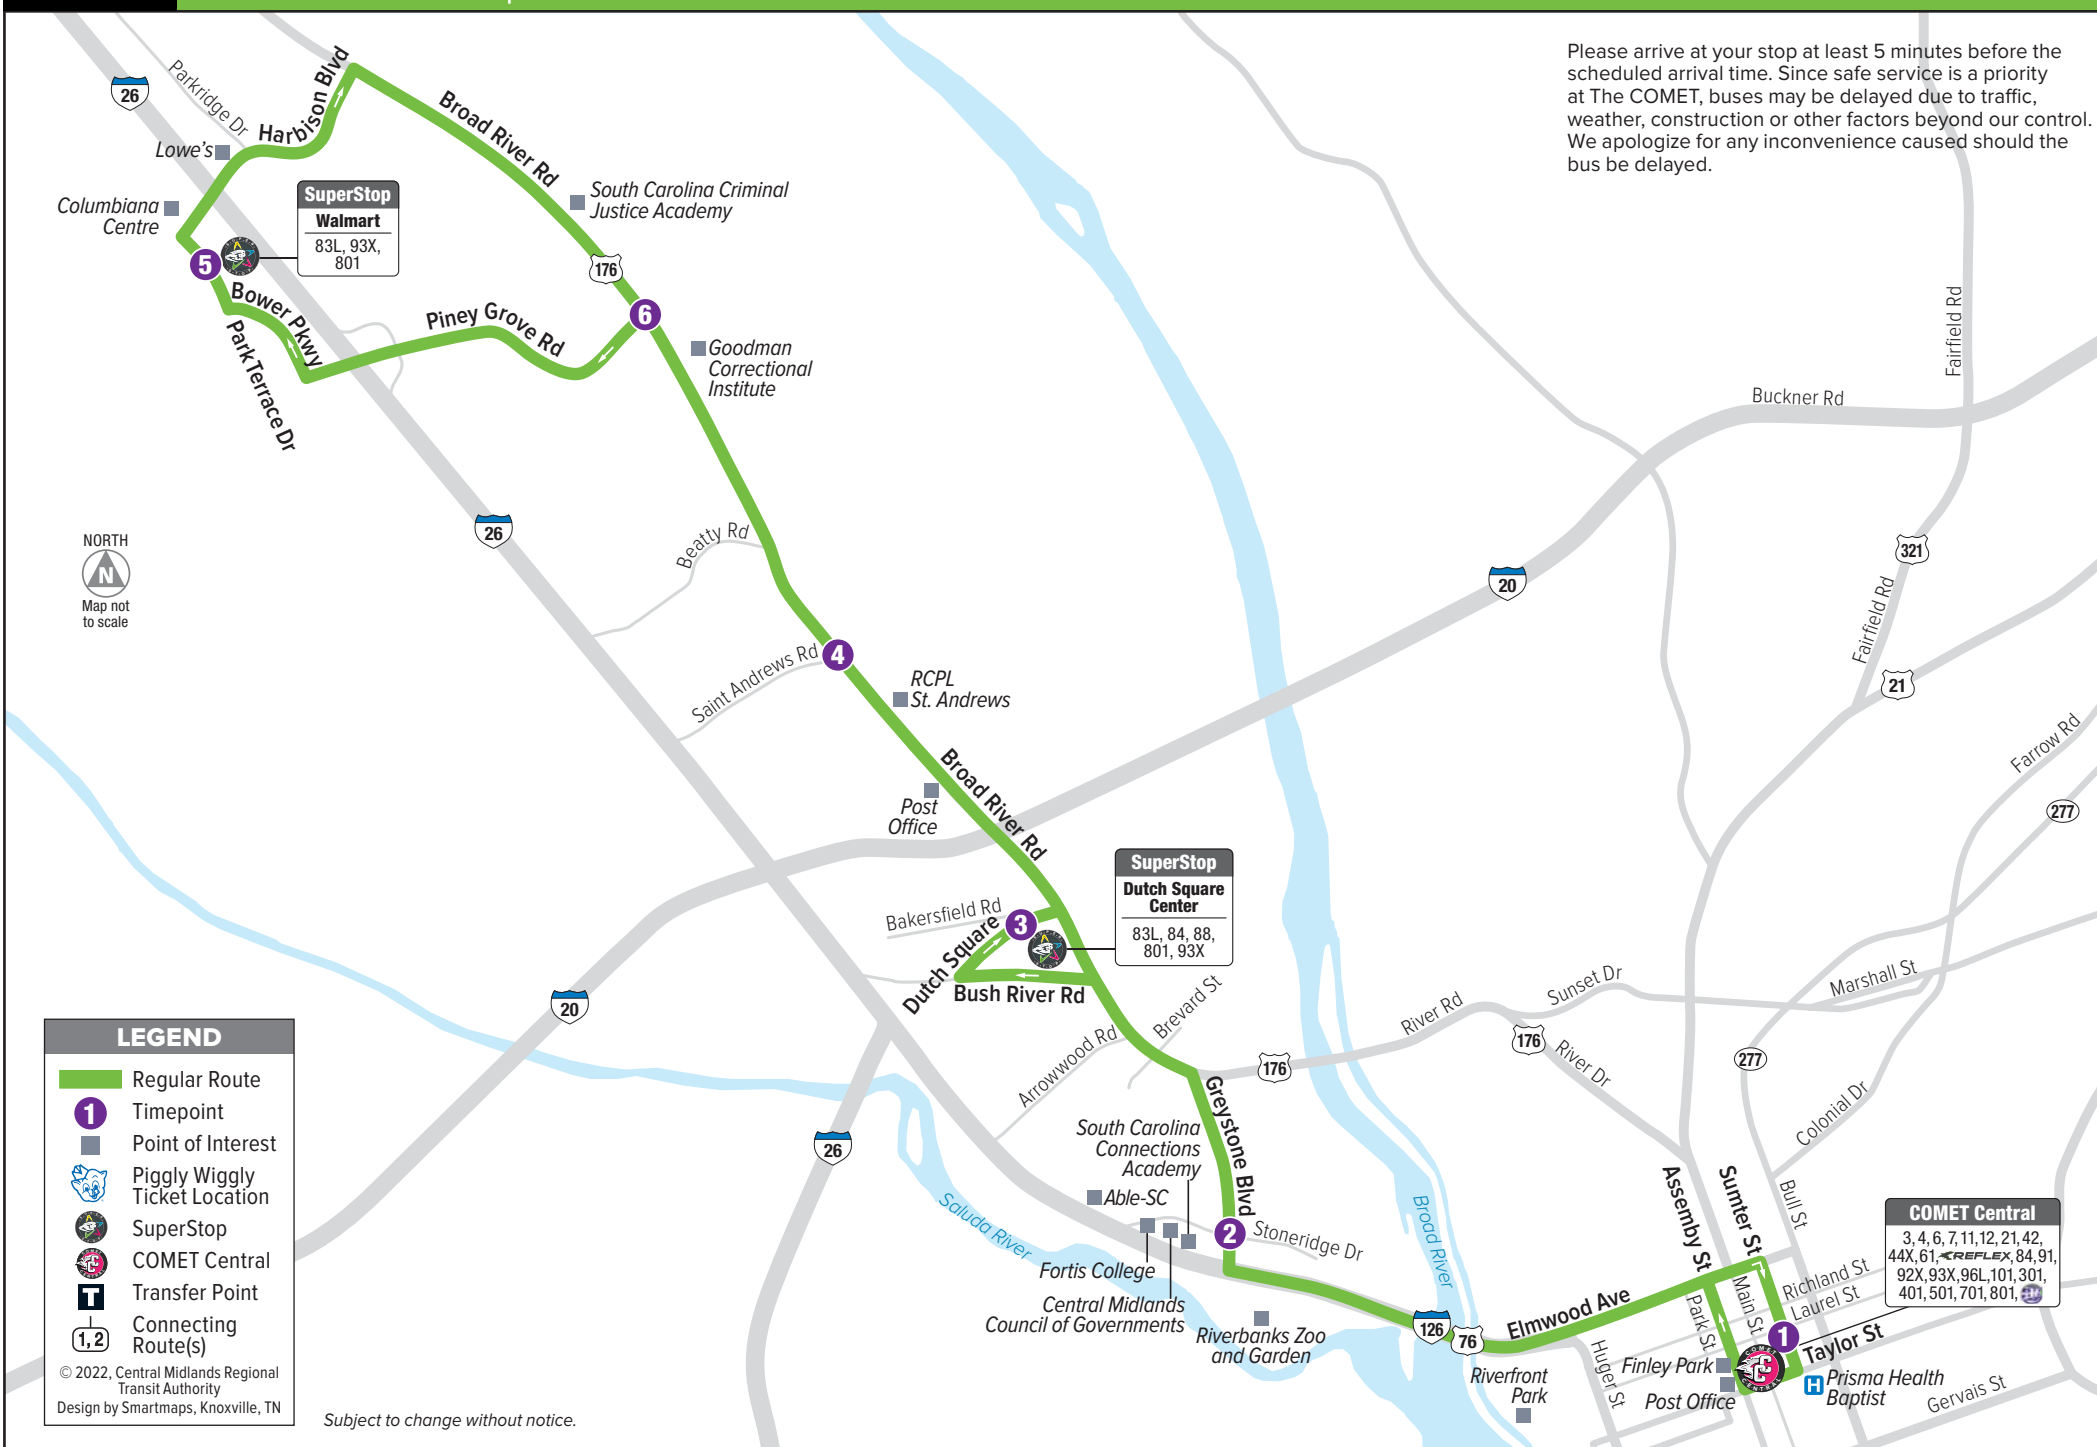 Please arrive at your stop at least 5 minutes before the
scheduled arrival time. Since safe service is a priority
at The COMET, buses may be delayed due to traffic,
weather, construction or other factors beyond our control.
We apologize for any inconvenience caused should the
bus be delayed.
26
Parkridge Dr
Harbison Blvd
Lowe's
Broad River Rd
South Carolina Criminal
Justice Academy
Columbiana
Centre
SuperStop
Walmart
83L, 93X,
801
5
176
Bower Pkwy
Park Terrace Dr
Piney Grove Rd
6
Goodman
Correctional
Institute
Fairfield Rd
Buckner Rd
NORTH
N
Map not
to scale
26
Beatty Rd
20
321
Fairfield Rd
Saint Andrews Rd
4
RCPL
St. Andrews
21
Farrow Rd
Broad River Rd
Post
Office
277
SuperStop
Dutch Square
Center
83L, 84, 88,
801, 93X
Bakersfield Rd
3
Dutch Square
Bush River Rd
20
Brevard St
Arrowwood Rd
River Rd
Sunset Dr
Marshall St
176
176
River Dr
277
Colonial Dr
Greystone Blvd
South Carolina
Connections
Academy
Able-SC
26
Saluda River
Broad River
2
Stoneridge Dr
Fortis College
Central Midlands
Council of Governments
Riverbanks Zoo
and Garden
126
76
Elmwood Ave
Assemby St
Sumter St
Bull St
Main St
Park St
Richland St
Laurel St
COMET Central
3, 4, 6, 7, 11, 12, 21, 42,
44X, 61, REFLEX, 84, 91,
92X, 93X, 96L, 101, 301,
401, 501, 701, 801,
1
Taylor St
Huger St
Riverfront
Park
Finley Park
Post Office
COMET
CENTRAL
H
Prisma Health
Baptist
Gervais St
LEGEND
Regular Route
1
Timepoint
Point of Interest
Piggly Wiggly
Ticket Location
SuperStop
COMET Central
T
Transfer Point
1, 2
Connecting
Route(s)
© 2022, Central Midlands Regional
Transit Authority
Design by Smartmaps, Knoxville, TN
Subject to change without notice.